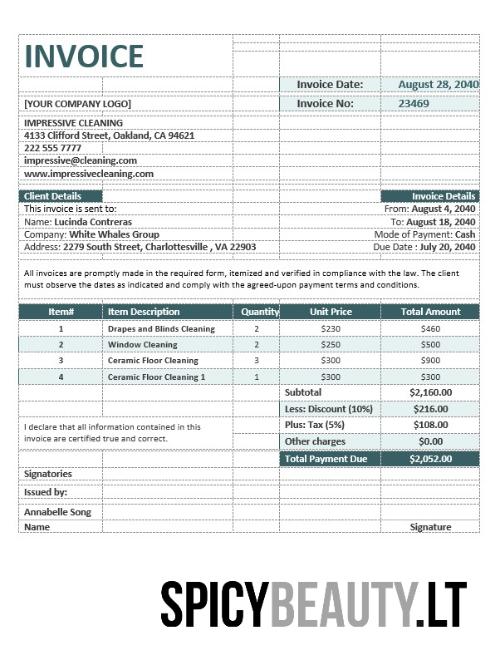 INVOICE
Invoice Date: August 28, 2040
[YOUR COMPANY LOGO] Invoice No: 23469
IMPRESSIVE CLEANING
4133 Clifford Street, Oakland, CA 94621
222 555 7777
impressive@cleaning.com
www.impressivecleaning.com
Client Details Invoice Details
This invoice is sent to: From: August 4, 2040
Name: Lucinda Contreras To: August 18, 2040
Company: White Whales Group Mode of Payment: Cash
Address: 2279 South Street, Charlottesville , VA 22903 Due Date : July 20, 2040
All invoices are promptly made in the required form, itemized and verified in compliance with the law. The client
must observe the dates as indicated and comply with the agreed-upon payment terms and conditions.
Item# Item Description Quantity Unit Price Total Amount
1 Drapes and Blinds Cleaning 2 $230 $460
2 Window Cleaning 2 $250 $500
3 Ceramic Floor Cleaning 3 $300 $900
4 Ceramic Floor Cleaning 1 1 $300 $300
Subtotal $2,160.00
Less: Discount (10%) $216.00
I declare that all information contained in this Plus: Tax (5%) $108.00
invoice are certified true and correct.
Other charges $0.00
Total Payment Due $2,052.00
Signatories
Issued by:
Annabelle Song
Name Signature
SPICYBEAUTY.LT